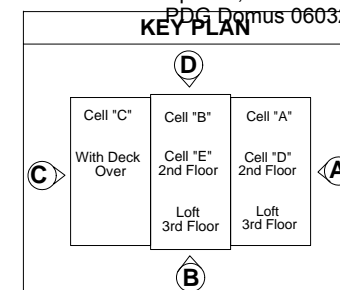 PDG Domus 0603
KEY PLAN
D
Cell "C"
Cell "B"
Cell "A"
With Deck
Over
Cell "E"
2nd Floor
Cell "D"
2nd Floor
C
A
Loft
3rd Floor
Loft
3rd Floor
B